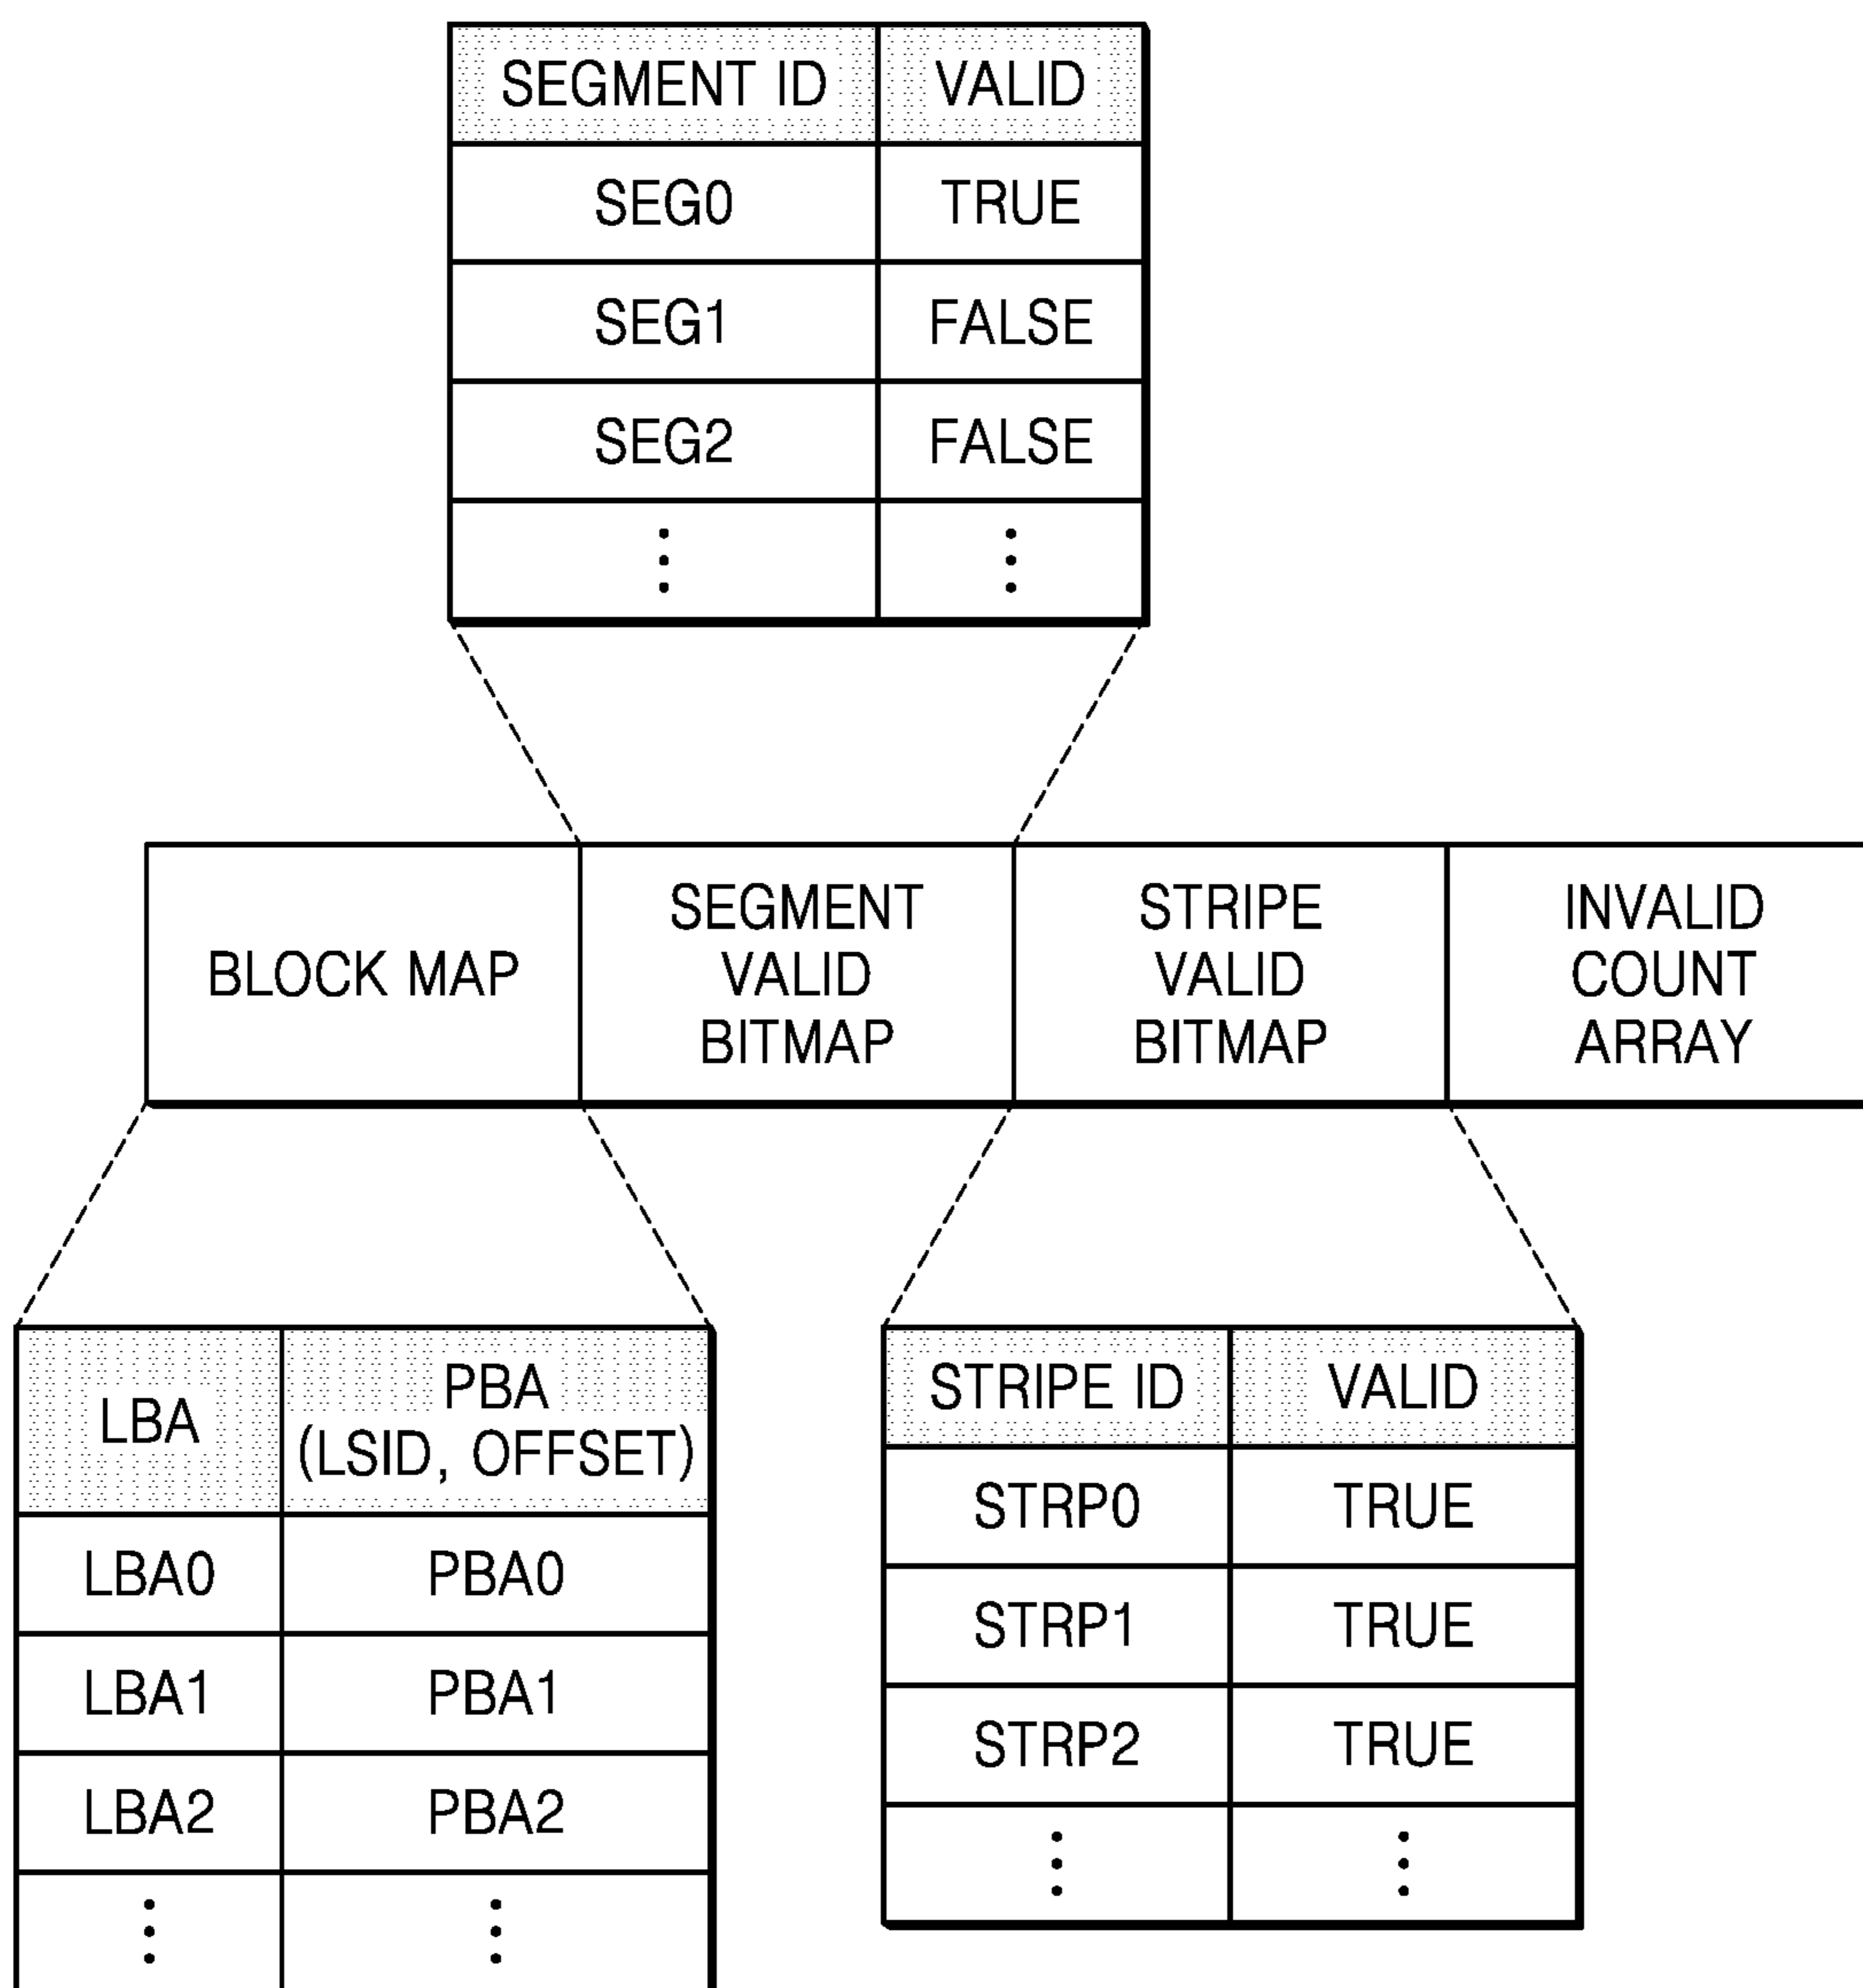 SEGMENT ID VALID
SEG0 TRUE
SEG1 FALSE
SEG2 FALSE
BLOCK MAP
SEGMENT
VALID
BITMAP
STRIPE
VALID
BITMAP
INVALID
COUNT
ARRAY
LBA
PBA
(LSID, OFFSET)
LBA0 PBA0
LBA1 PBA1
LBA2 PBA2
STRIPE ID VALID
STRP0 TRUE
STRP1 TRUE
STRP2 TRUE